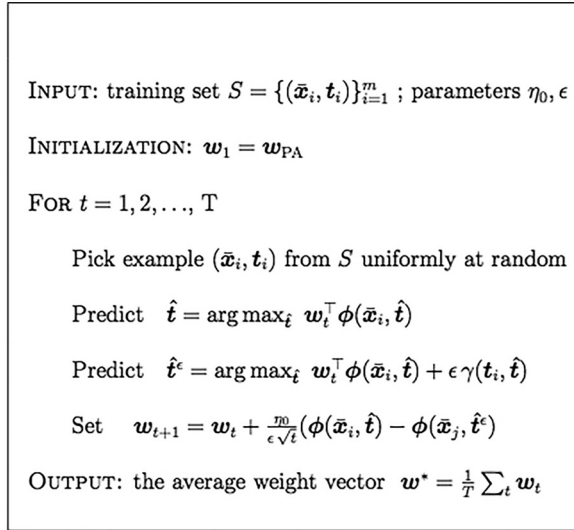 INPUT: training set S = {(x̄_i, t_i)}_{i=1}^m ; parameters η_0, ϵ
INITIALIZATION: w_1 = w_PA
FOR t = 1, 2, …, T
Pick example (x̄_i, t_i) from S uniformly at random
Predict t̂ = arg max_t̂ w_t^⊤ ϕ(x̄_i, t̂)
Predict t̂^ϵ = arg max_t̂ w_t^⊤ ϕ(x̄_i, t̂) + ϵ γ(t_i, t̂)
Set w_{t+1} = w_t + η_0/(ϵ√t) (ϕ(x̄_i, t̂) − ϕ(x̄_j, t̂^ϵ)
OUTPUT: the average weight vector w* = 1/T ∑_t w_t